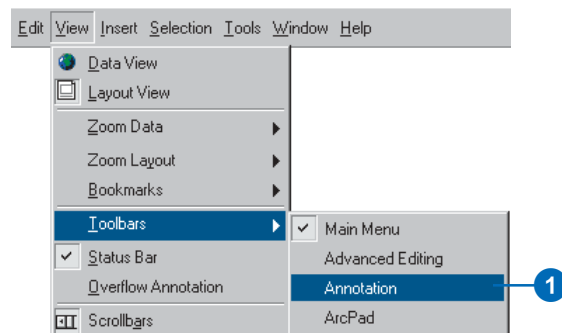 Edit View Insert Selection Tools Window Help
Data View
Layout View
Zoom Data
Zoom Layout
Bookmarks
Toolbars
Status Bar
Overflow Annotation
Scrollbars
Main Menu
Advanced Editing
Annotation
ArcPad
1